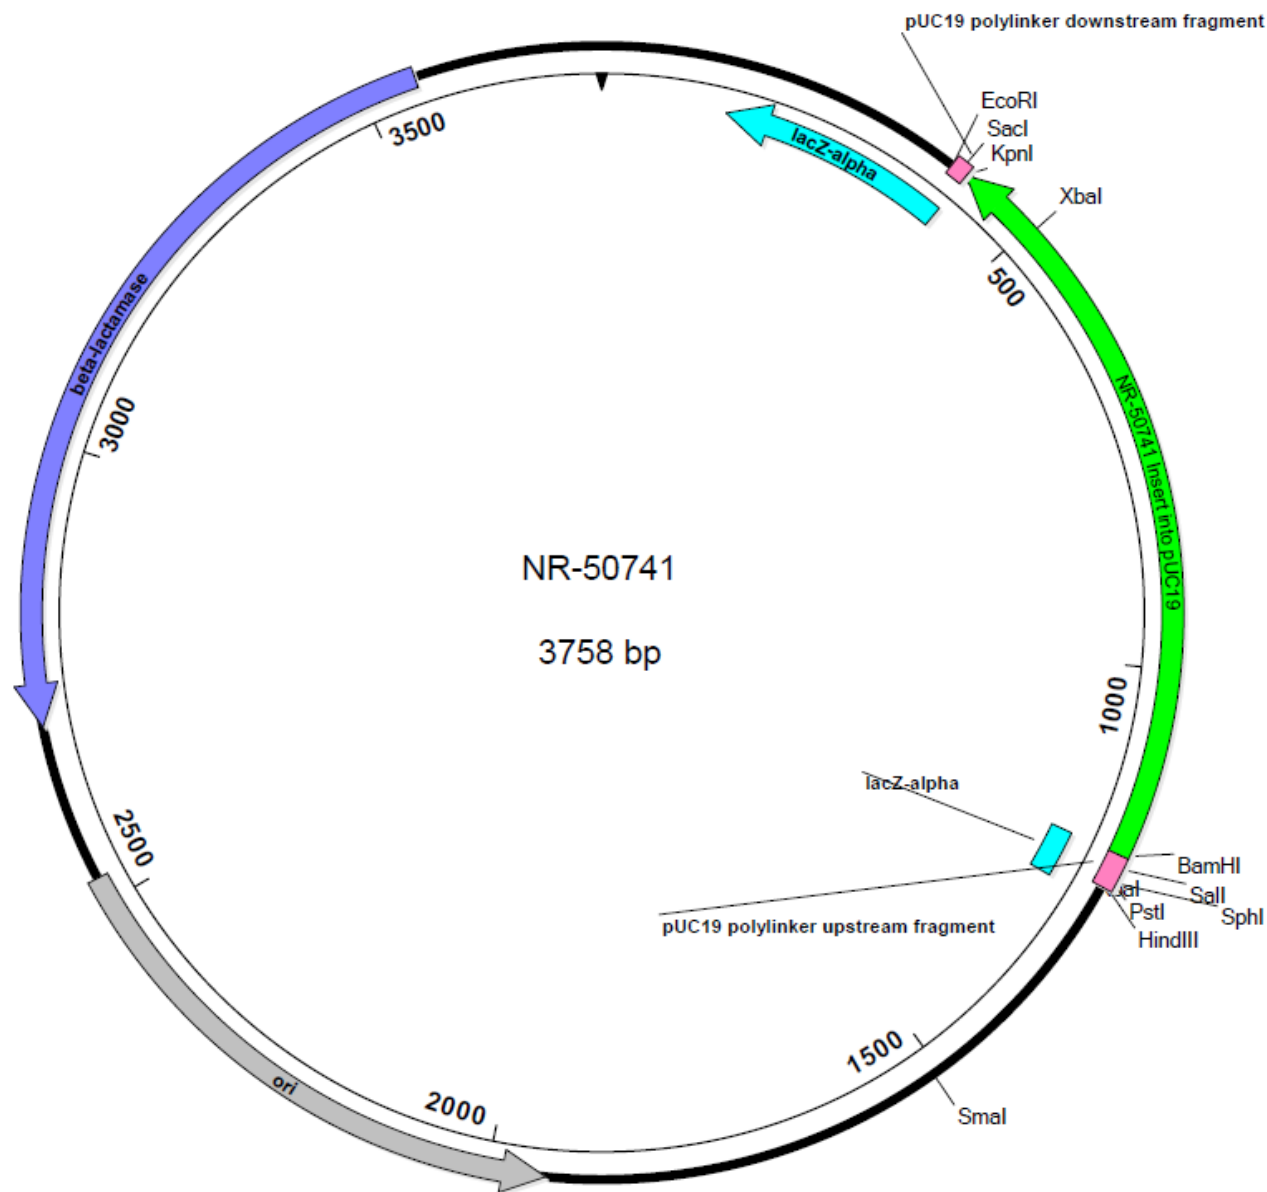 pUC19 polylinker downstream fragment
EcoRI
SacI
KpnI
XbaI
3500
lacZ-alpha
500
beta-lactamase
3000
NR-50741 Insert into pUC19
NR-50741
3758 bp
1000
lacZ-alpha
2500
BamHI
SalI
SphI
PstI
HindIII
pUC19 polylinker upstream fragment
1500
2000
ori
SmaI